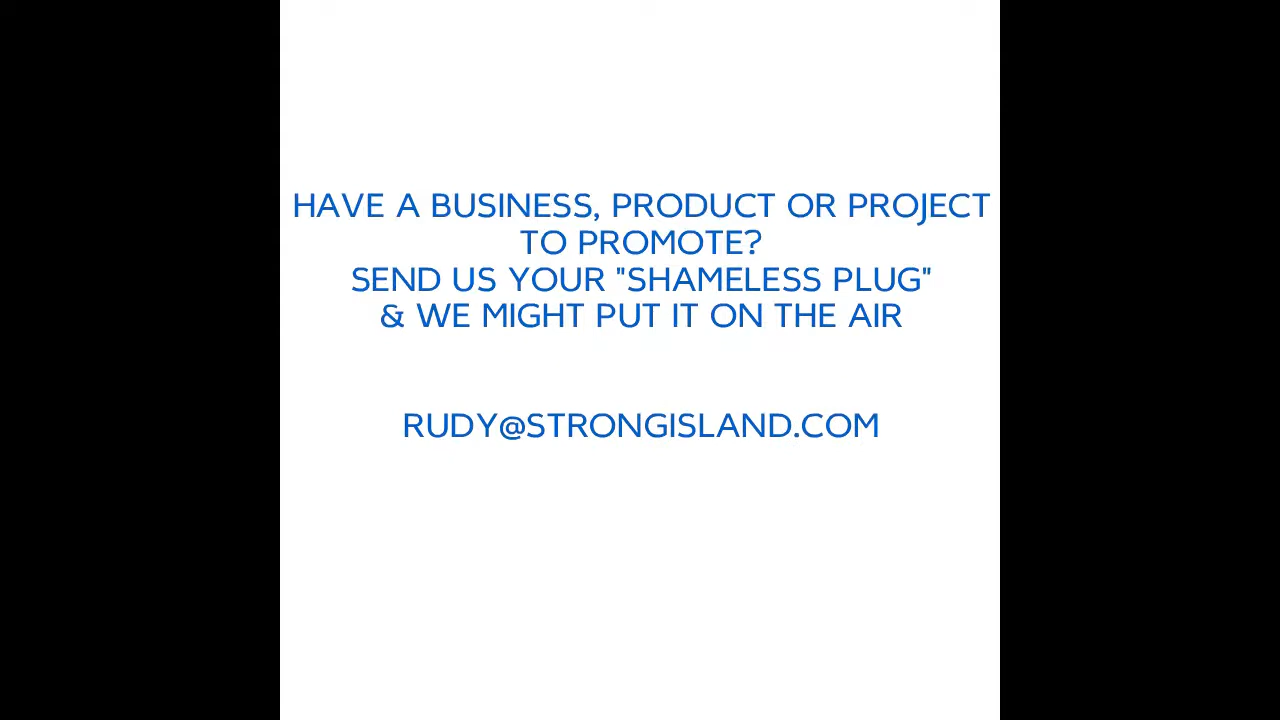 HAVE A BUSINESS, PRODUCT OR PROJECT
TO PROMOTE?
SEND US YOUR "SHAMELESS PLUG"
& WE MIGHT PUT IT ON THE AIR
RUDY@STRONGISLAND.COM